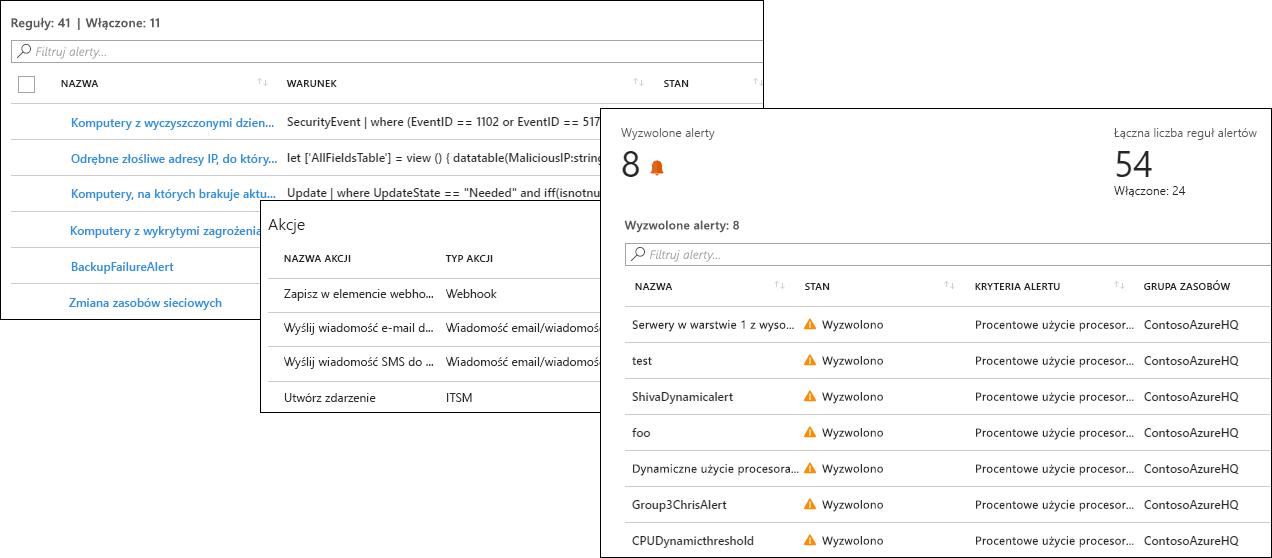 Reguły: 41 | Włączone: 11
Filtruj alerty...
NAZWA WARUNEK STAN
Komputery z wyczyszczonymi dzien... SecurityEvent | where (EventID == 1102 or EventID == 517
Odrębne złośliwe adresy IP, do który... let ['AllFieldsTable'] = view () { datatable(MaliciousIP:string
Komputery, na których brakuje aktu... Update | where UpdateState == "Needed" and iff(isnotnu
Komputery z wykrytymi zagrożenia
BackupFailureAlert
Zmiana zasobów sieciowych
Akcje
NAZWA AKCJI TYP AKCJI
Zapisz w elemencie webho... Webhook
Wyślij wiadomość e-mail d... Wiadomość email/wiadomość
Wyślij wiadomość SMS do ... Wiadomość email/wiadomość
Utwórz zdarzenie ITSM
Wyzwolone alerty Łączna liczba reguł alertów
8 54
Włączone: 24
Wyzwolone alerty: 8
Filtruj alerty...
NAZWA STAN KRYTERIA ALERTU GRUPA ZASOBÓW
Serwery w warstwie 1 z wyso... Wyzwolono Procentowe użycie procesor... ContosoAzureHQ
test Wyzwolono Procentowe użycie procesor... ContosoAzureHQ
ShivaDynamicalert Wyzwolono Procentowe użycie procesor... ContosoAzureHQ
foo Wyzwolono Procentowe użycie procesor... ContosoAzureHQ
Dynamiczne użycie procesora... Wyzwolono Procentowe użycie procesor... ContosoAzureHQ
Group3ChrisAlert Wyzwolono Procentowe użycie procesor... ContosoAzureHQ
CPUDynamicthreshold Wyzwolono Procentowe użycie procesor... ContosoAzureHQ